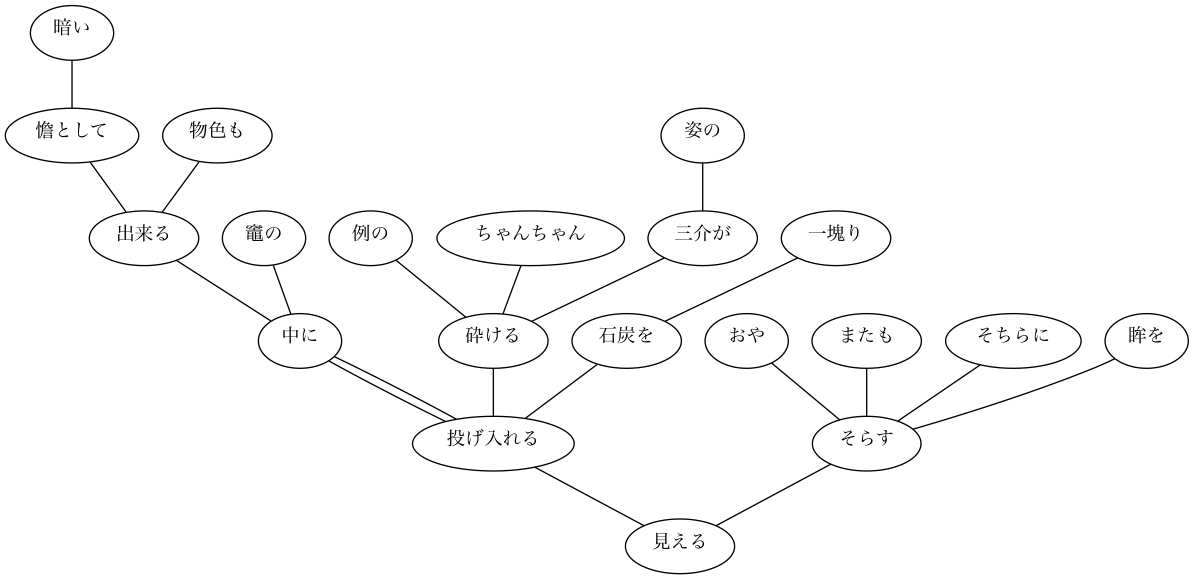 暗い
憺として
物色も
姿の
出来る
竈の
例の
ちゃんちゃん
三介が
一塊り
中に
砕ける
石炭を
おや
またも
そちらに
眸を
投げ入れる
そらす
見える